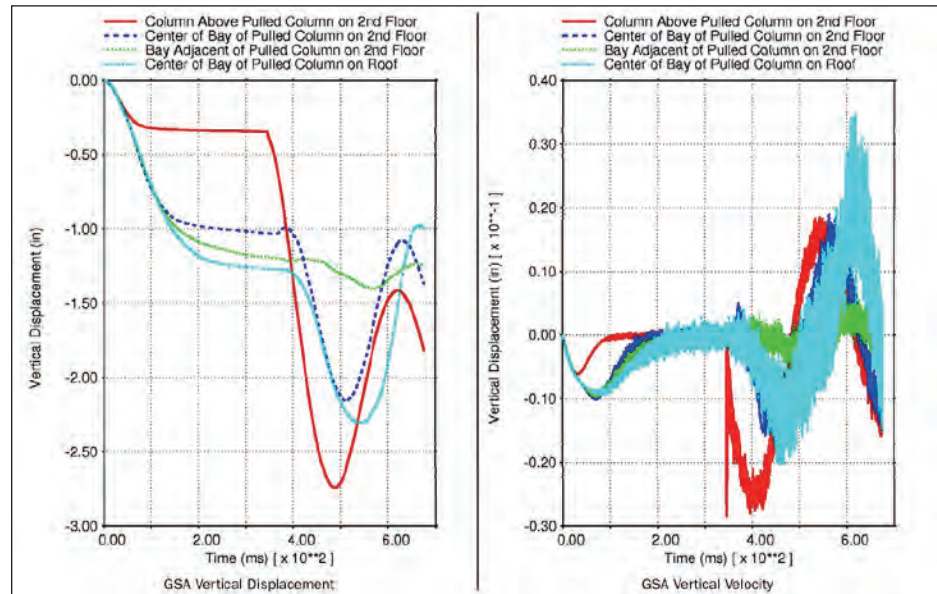 Column Above Pulled Column on 2nd Floor
Center of Bay of Pulled Column on 2nd Floor
Bay Adjacent of Pulled Column on 2nd Floor
Center of Bay of Pulled Column on Roof
0.00
-0.50
-1.00
-1.50
-2.00
-2.50
-3.00
Vertical Displacement (in)
0.00 2.00 4.00 6.00
Time (ms) [ x 10**2 ]
GSA Vertical Displacement
Column Above Pulled Column on 2nd Floor
Center of Bay of Pulled Column on 2nd Floor
Bay Adjacent of Pulled Column on 2nd Floor
Center of Bay of Pulled Column on Roof
0.40
0.30
0.20
0.10
0.00
-0.10
-0.20
-0.30
Vertical Displacement (in) [ x 10**-1 ]
0.00 2.00 4.00 6.00
Time (ms) [ x 10**2 ]
GSA Vertical Velocity